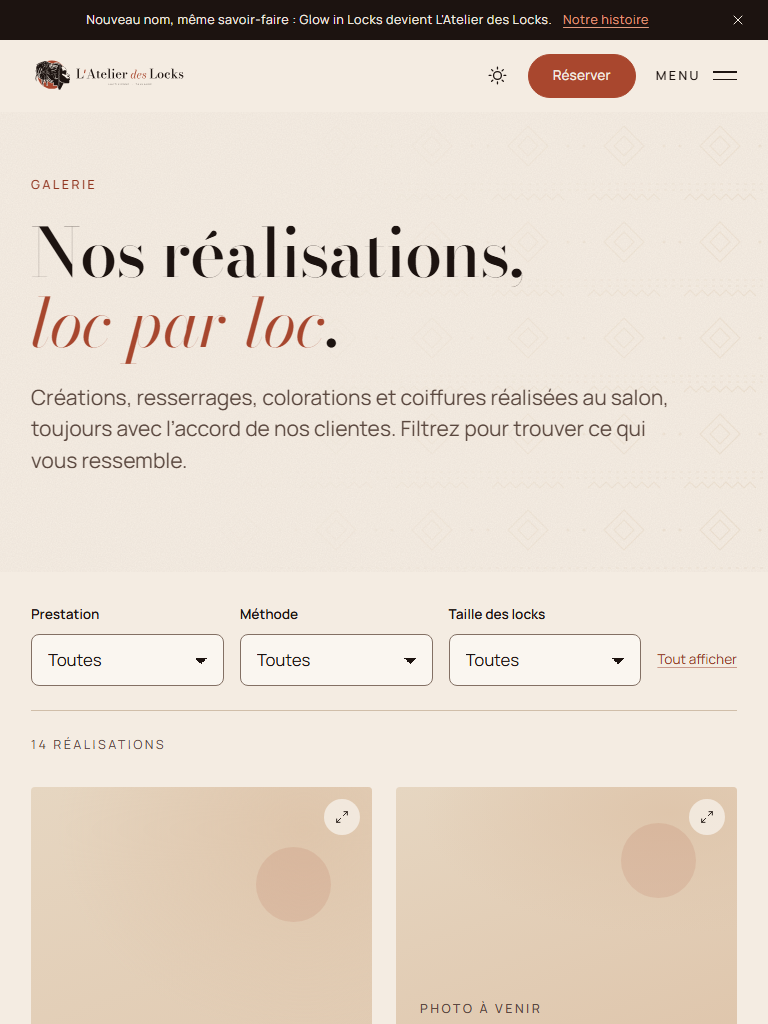 Nouveau nom, même savoir-faire : Glow in Locks devient L'Atelier des Locks. Notre histoire
L'Atelier des Locks
Réserver
MENU
GALERIE
Nos réalisations,
loc par loc.
Créations, resserrages, colorations et coiffures réalisées au salon,
toujours avec l'accord de nos clientes. Filtrez pour trouver ce qui
vous ressemble.
Prestation
Méthode
Taille des locks
Toutes
Toutes
Toutes
Tout afficher
14 RÉALISATIONS
PHOTO À VENIR